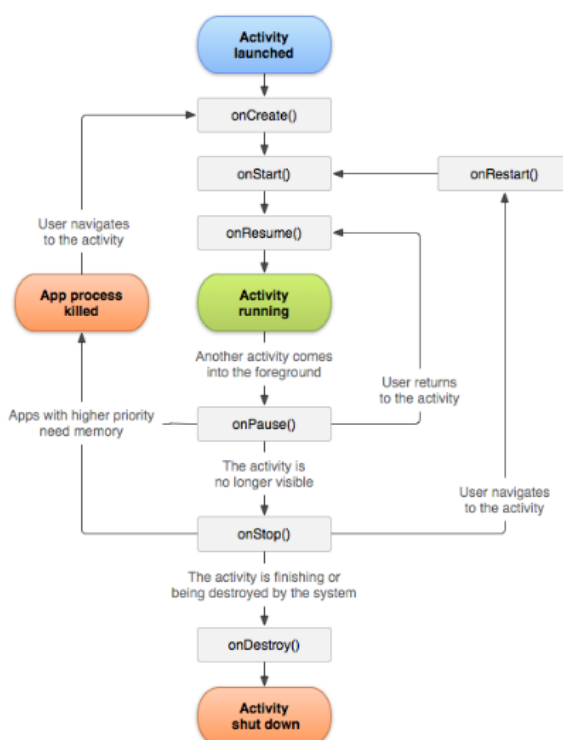 Activity
launched
onCreate()
onStart()
onRestart()
onResume()
User navigates
to the activity
App process
killed
Activity
running
Another activity comes
into the foreground
User returns
to the activity
Apps with higher priority
need memory
onPause()
The activity is
no longer visible
User navigates
to the activity
onStop()
The activity is finishing or
being destroyed by the system
onDestroy()
Activity
shut down